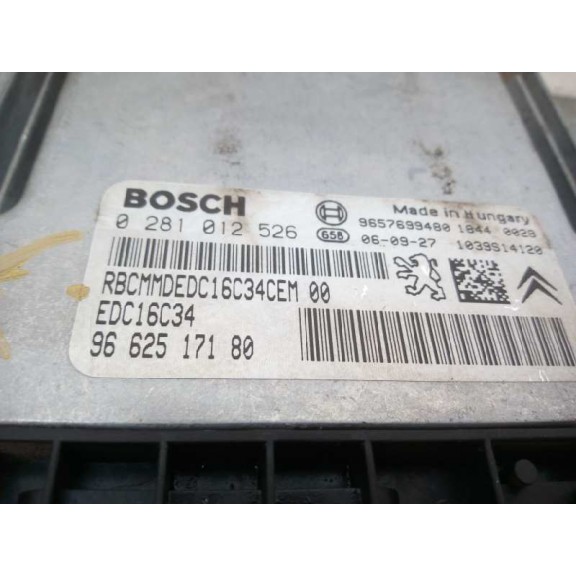 BOSCH
Made in Hungary
0 281 012 526
9657699480 1844 0028
G58 06-09-27 1039S14120
RBCMMDEDC16C34CEM 00
EDC16C34
96 625 171 80